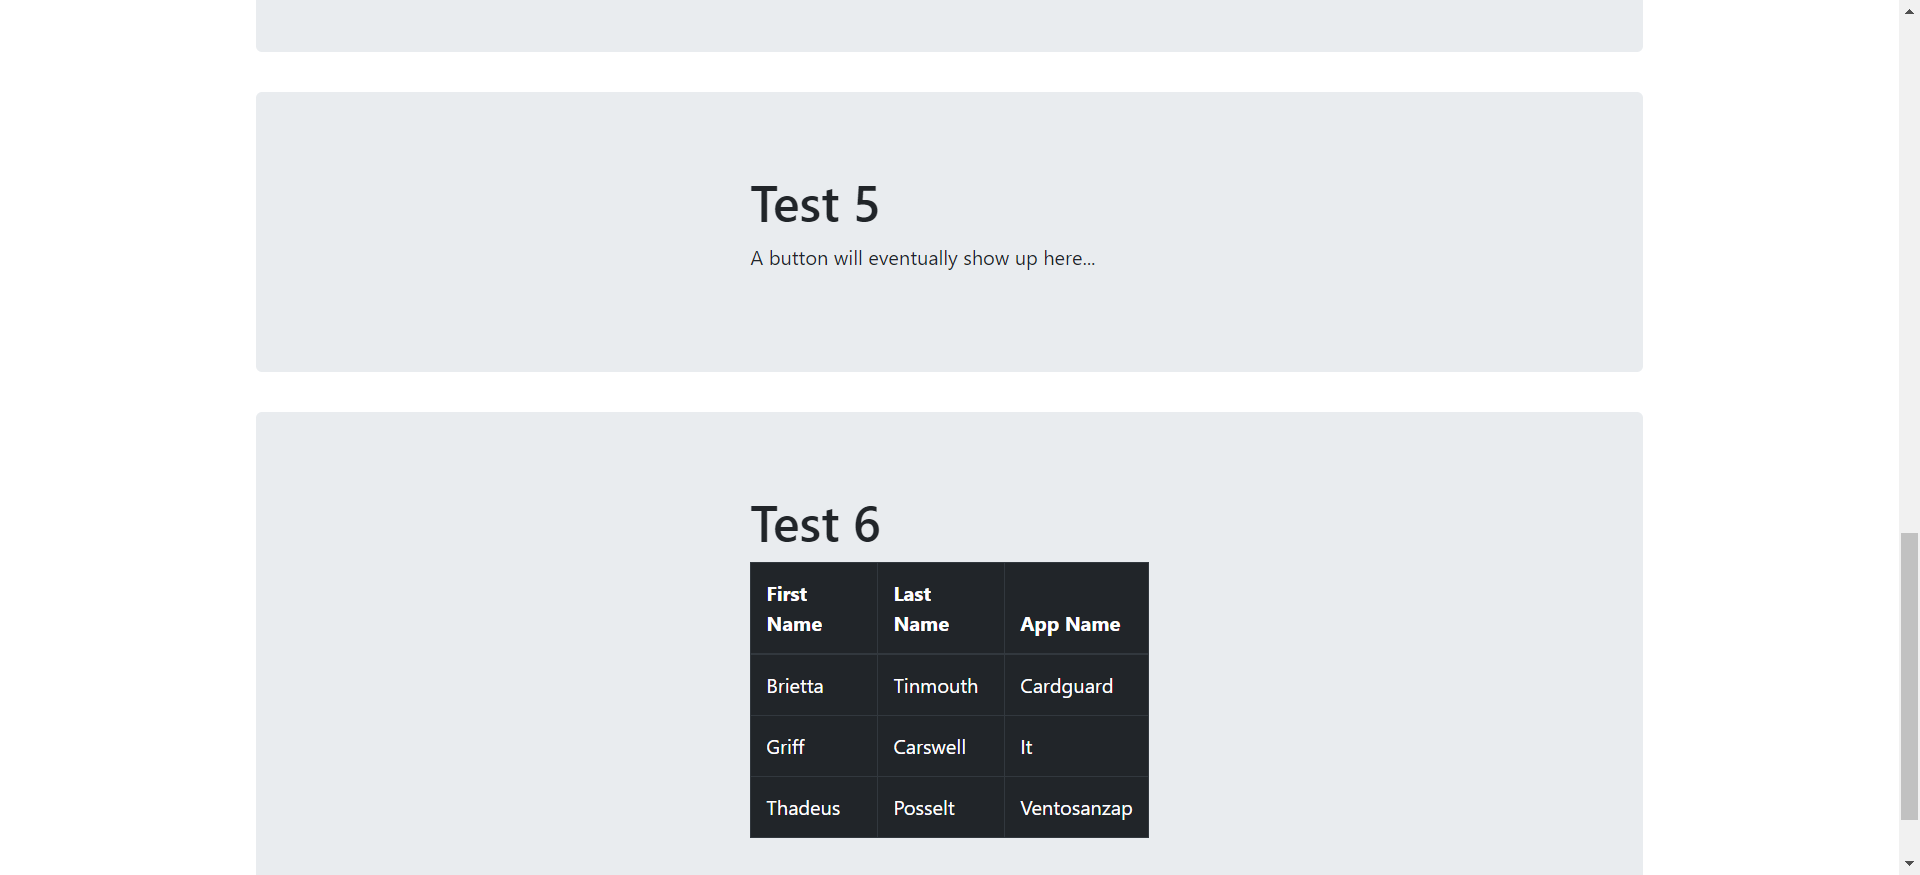 Test 5
A button will eventually show up here...
Test 6
First Name Last Name App Name
Brietta Tinmouth Cardguard
Griff Carswell It
Thadeus Posselt Ventosanzap